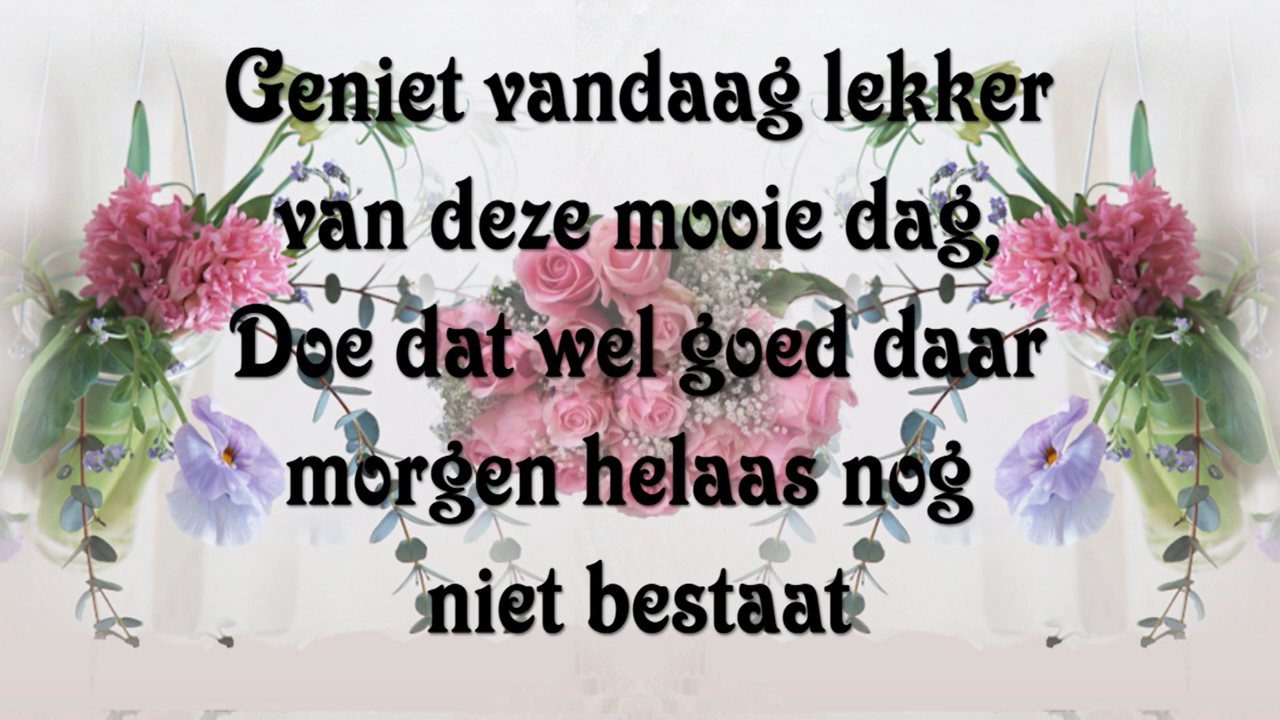 Geniet vandaag lekker
van deze mooie dag,
Doe dat wel goed daar
morgen helaas nog
niet bestaat